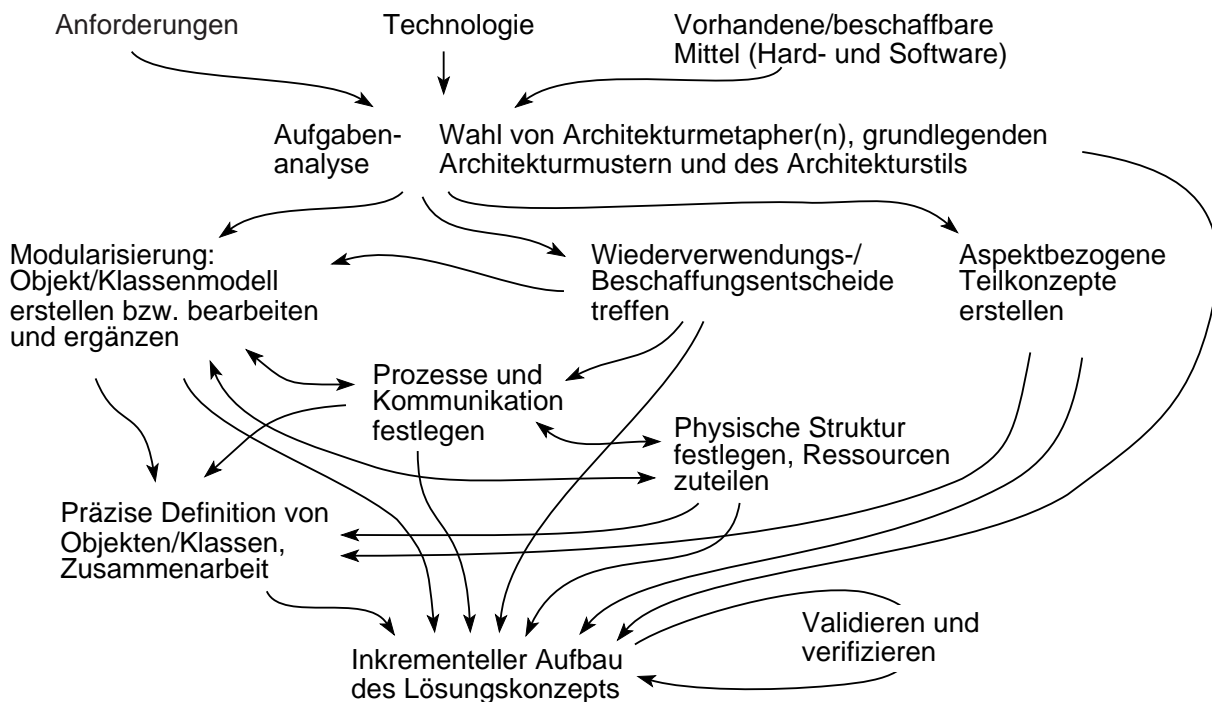 Anforderungen
Technologie
Vorhandene/beschaffbare
Mittel (Hard- und Software)
Aufgaben-
analyse
Wahl von Architekturmetapher(n), grundlegenden
Architekturmustern und des Architekturstils
Modularisierung:
Objekt/Klassenmodell
erstellen bzw. bearbeiten
und ergänzen
Wiederverwendungs-/
Beschaffungsentscheide
treffen
Aspektbezogene
Teilkonzepte
erstellen
Prozesse und
Kommunikation
festlegen
Physische Struktur
festlegen, Ressourcen
zuteilen
Präzise Definition von
Objekten/Klassen,
Zusammenarbeit
Validieren und
verifizieren
Inkrementeller Aufbau
des Lösungskonzepts